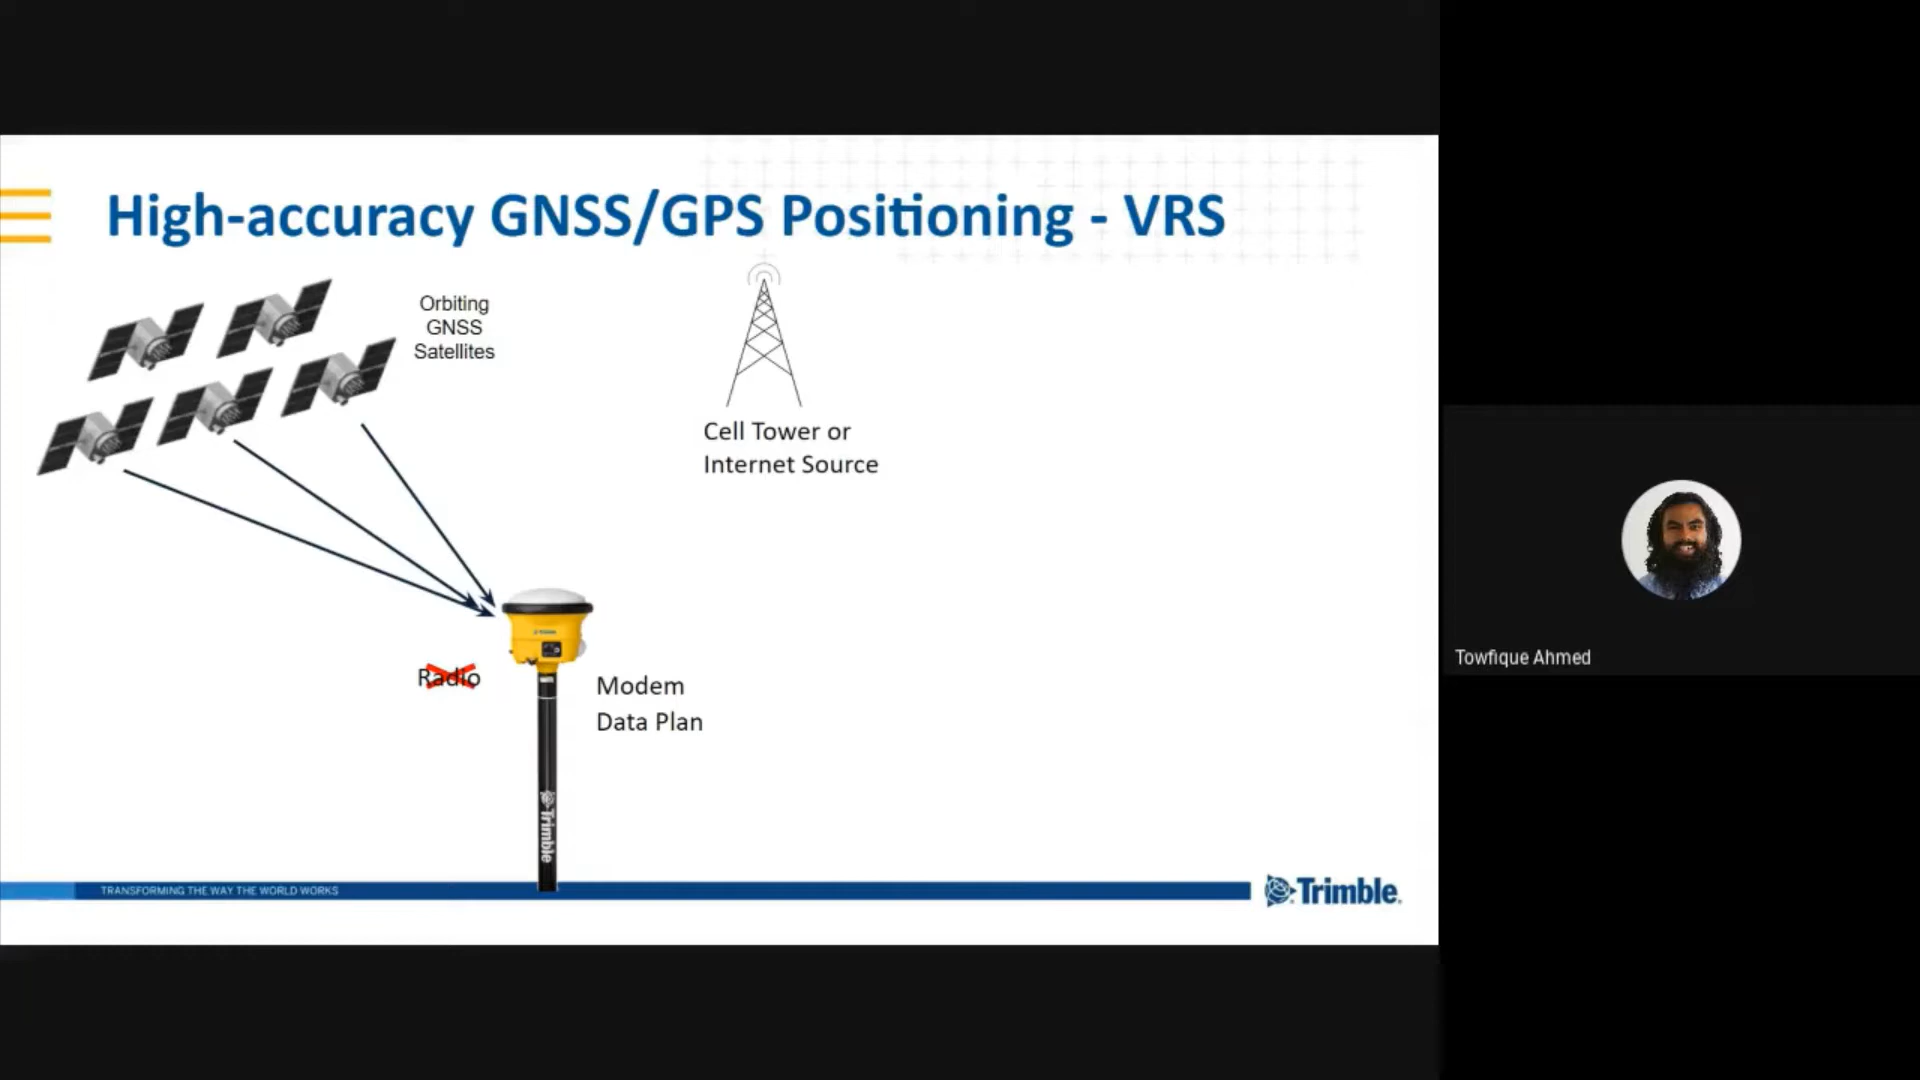 High-accuracy GNSS/GPS Positioning - VRS
Orbiting
GNSS
Satellites
Cell Tower or
Internet Source
Radio
Modem
Data Plan
Trimble
TRANSFORMING THE WAY THE WORLD WORKS
Trimble
Towfique Ahmed